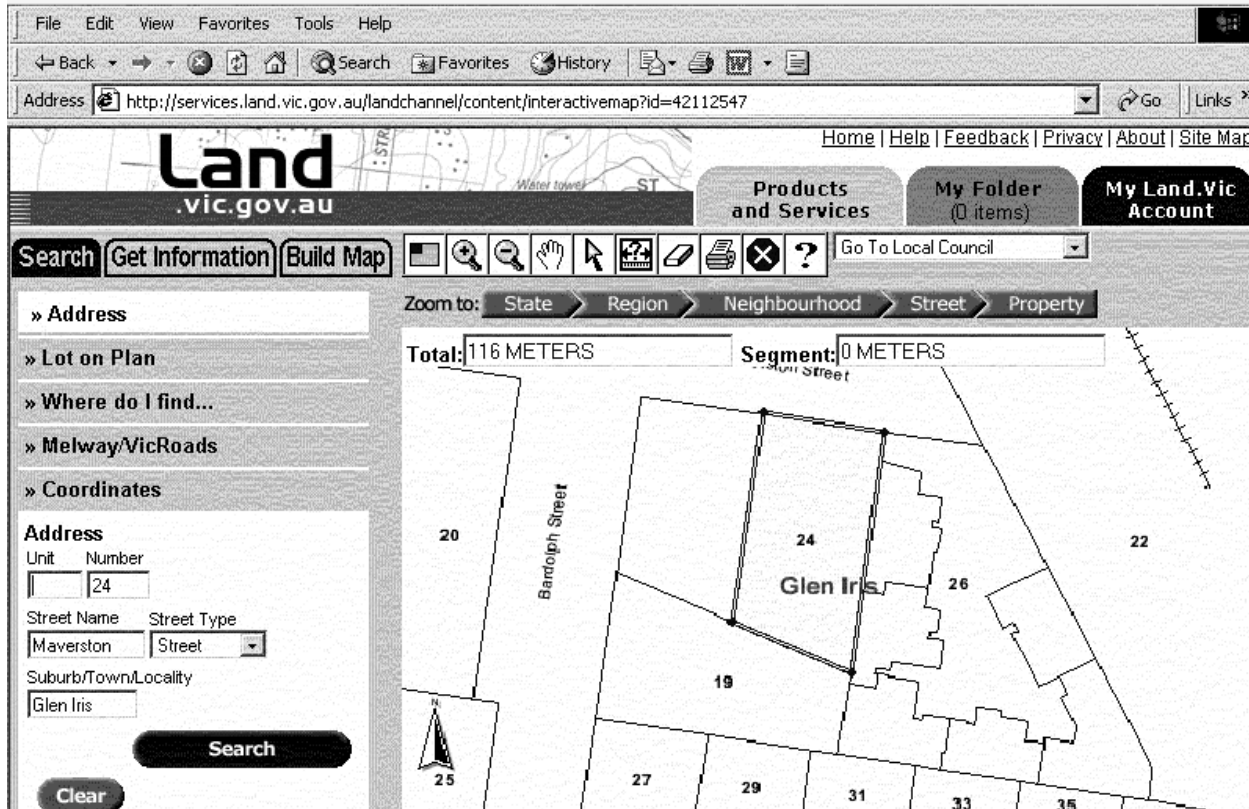 File Edit View Favorites Tools Help
Back Search Favorites History
Address http://services.land.vic.gov.au/landchannel/content/interactivemap?id=42112547 Go Links »
Home | Help | Feedback | Privacy | About | Site Map
Land
.vic.gov.au
STR
Water tower
ST
Products
and Services
My Folder
(0 items)
My Land.Vic
Account
Search Get Information Build Map
Go To Local Council
Zoom to: State Region Neighbourhood Street Property
» Address
» Lot on Plan
» Where do I find...
» Melway/VicRoads
» Coordinates
Address
Unit Number
24
Street Name Street Type
Maverston Street
Suburb/Town/Locality
Glen Iris
Search
Clear
Total: 116 METERS Segment: 0 METERS
Street
20
Bardolph Street
24
Glen Iris
26
22
19
N
25
27
29
31
33
35